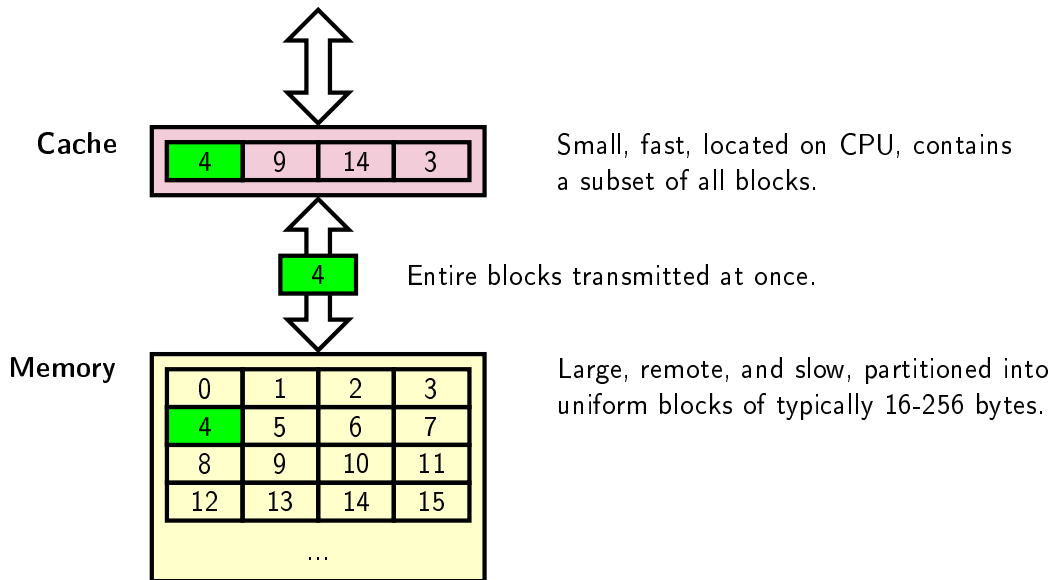 Cache
4 9 14 3
Small, fast, located on CPU, contains
a subset of all blocks.
4
Entire blocks transmitted at once.
Memory
0 1 2 3
4 5 6 7
8 9 10 11
12 13 14 15
...
Large, remote, and slow, partitioned into
uniform blocks of typically 16-256 bytes.